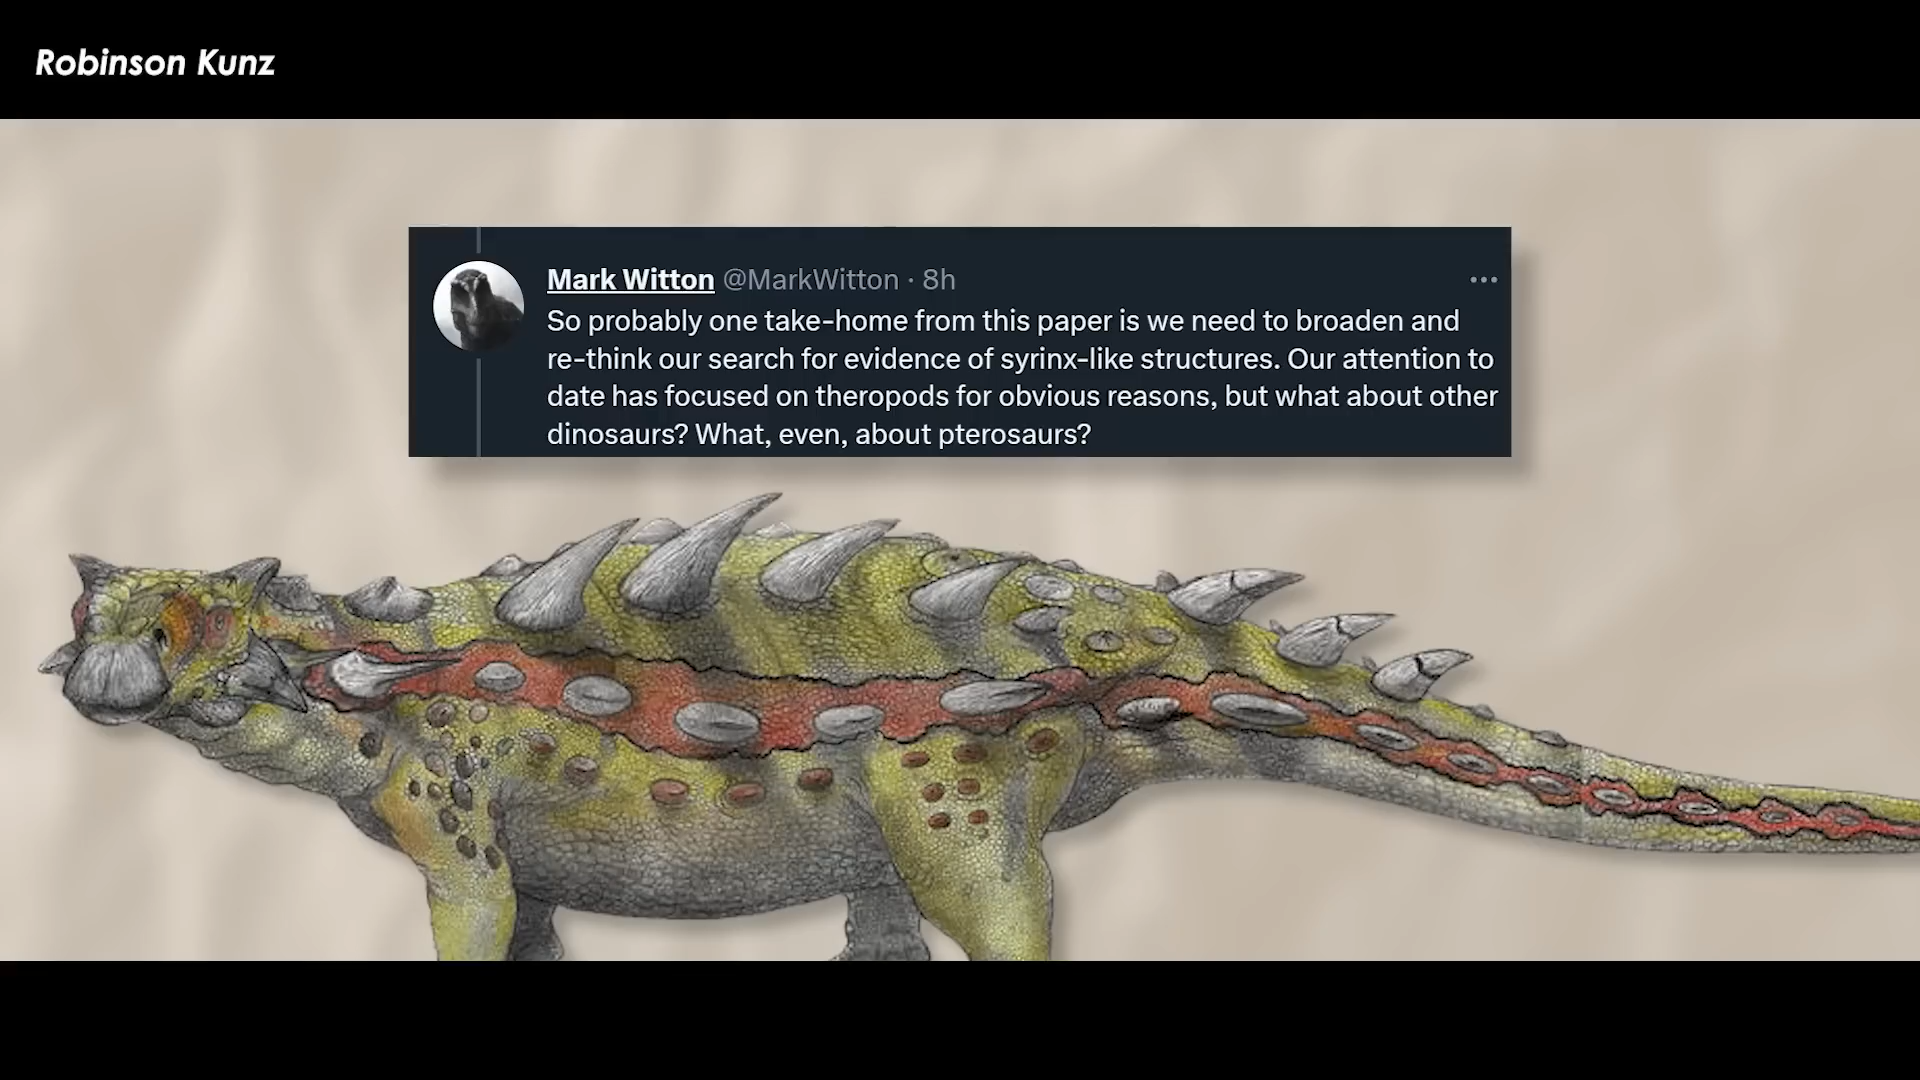 Robinson Kunz
Mark Witton @MarkWitton · 8h
So probably one take-home from this paper is we need to broaden and
re-think our search for evidence of syrinx-like structures. Our attention to
date has focused on theropods for obvious reasons, but what about other
dinosaurs? What, even, about pterosaurs?